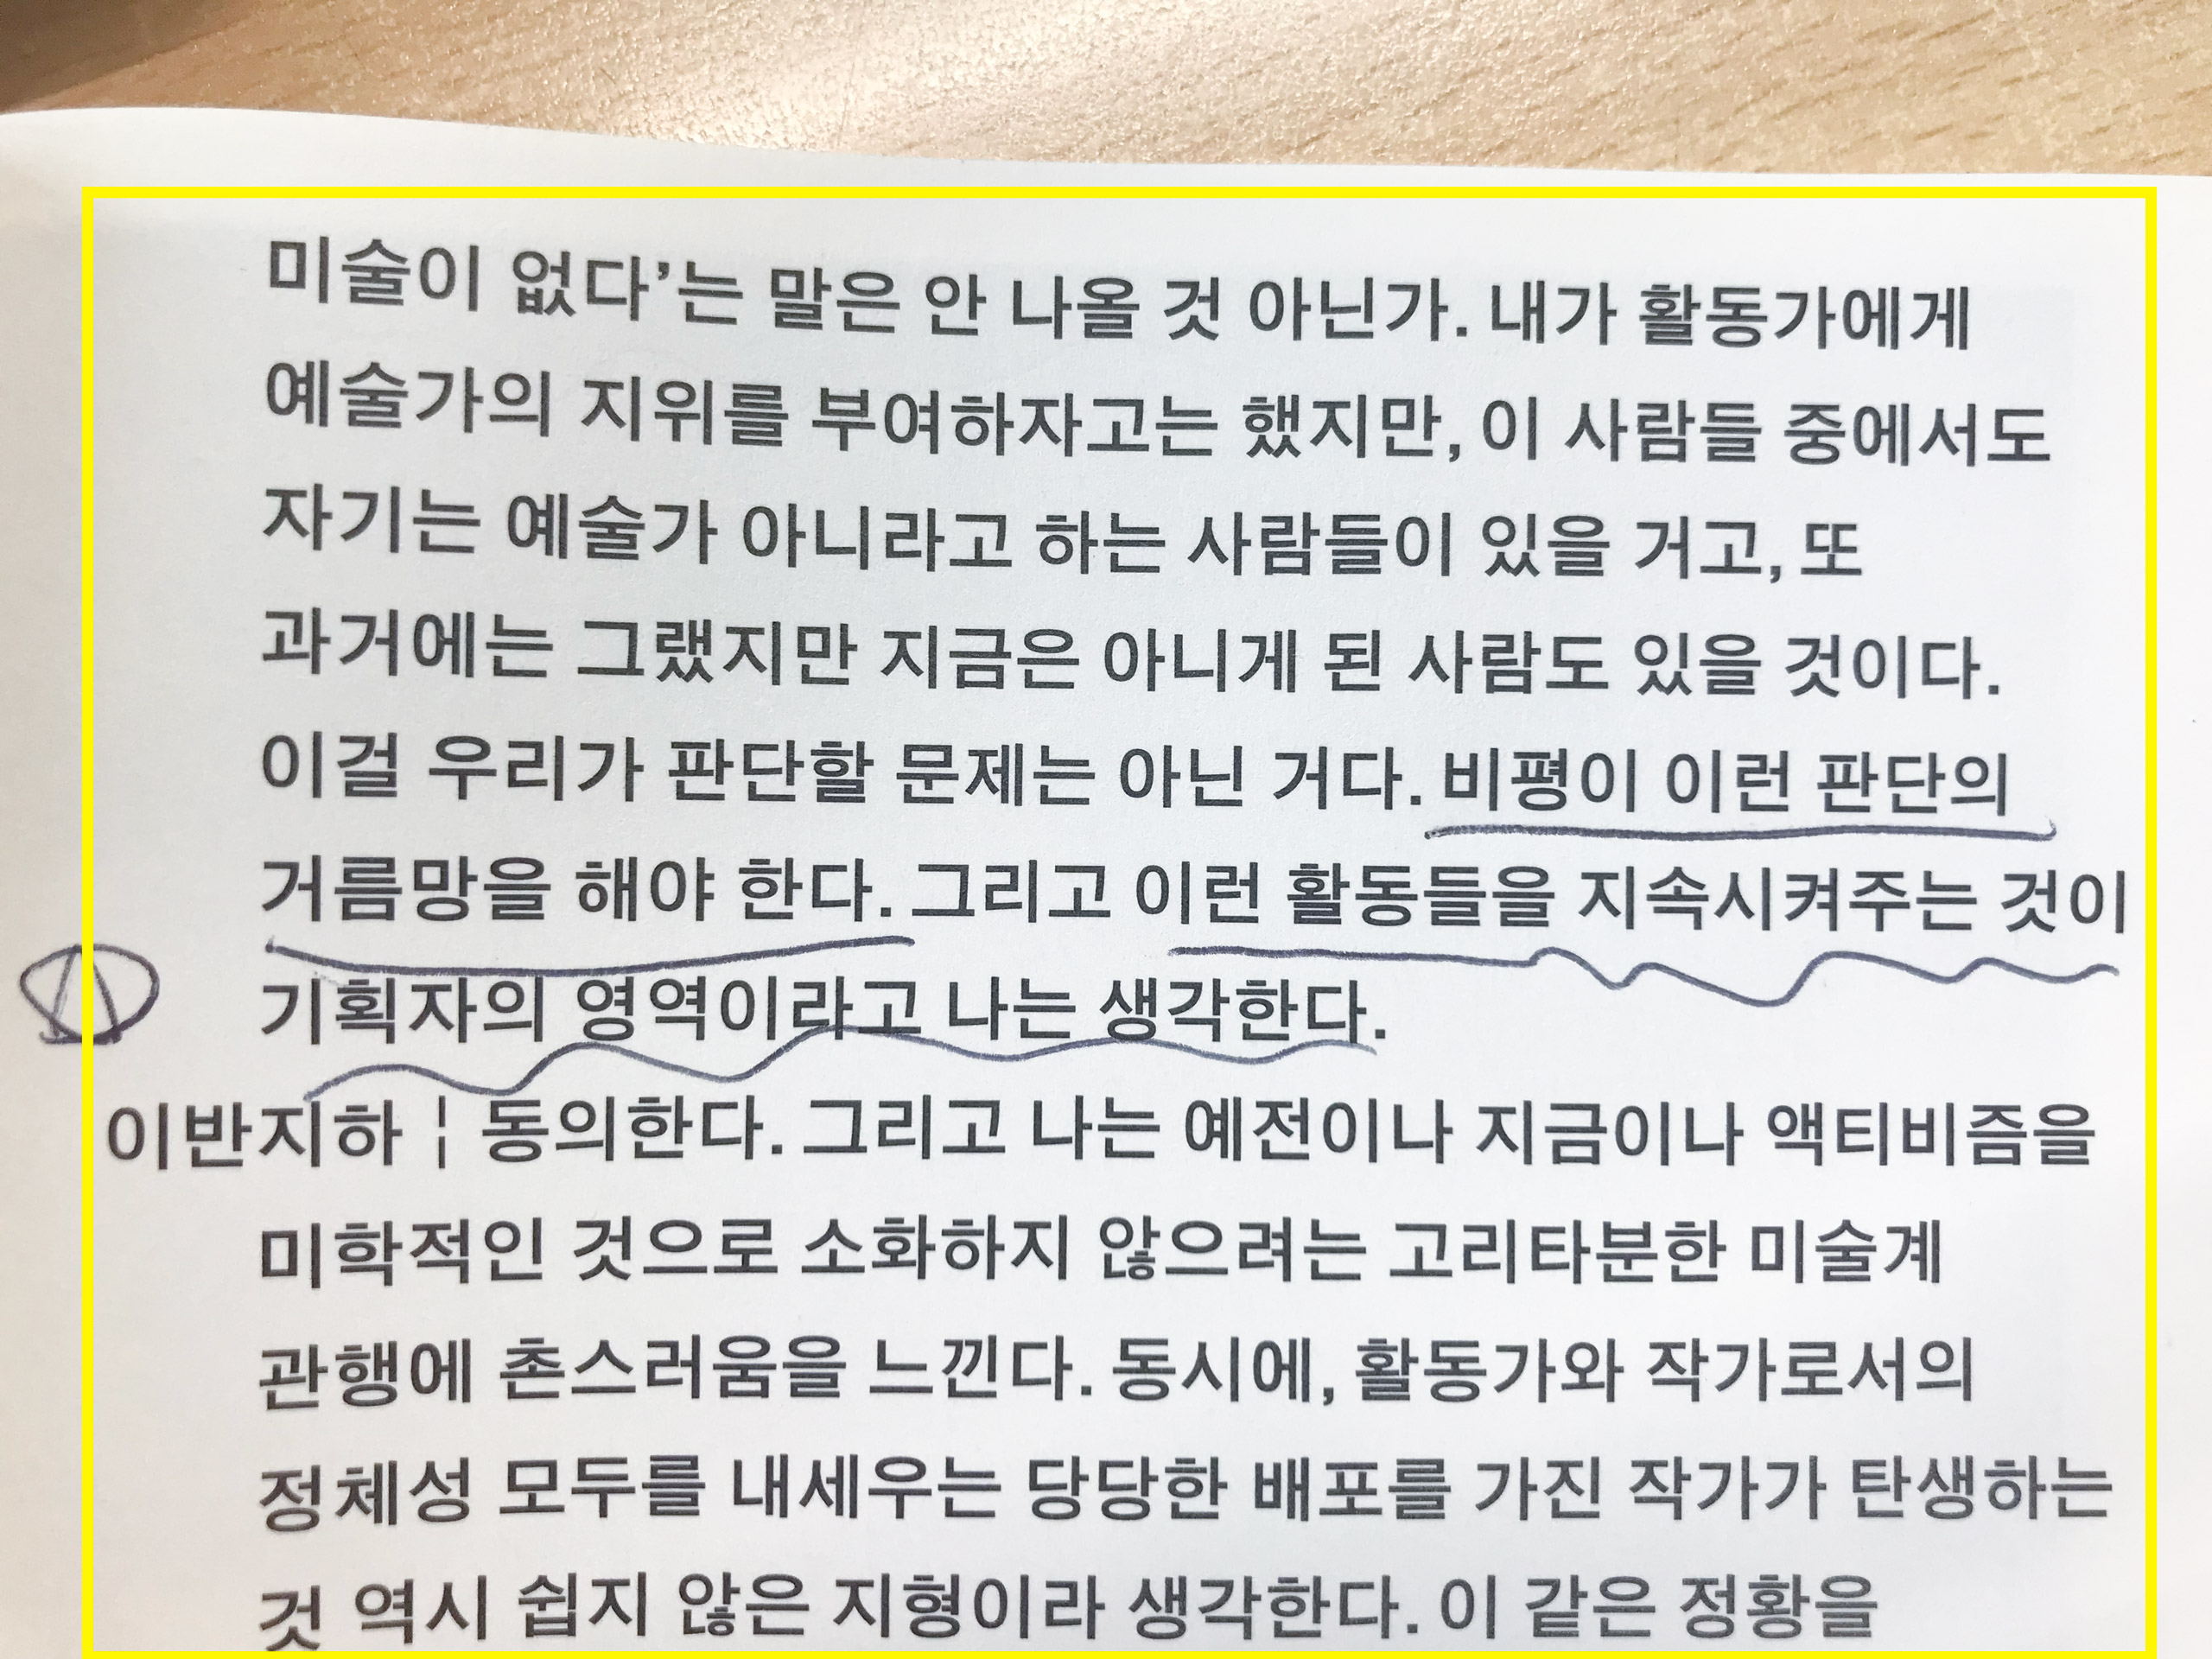 미술이 없다’는 말은 안 나올 것 아닌가. 내가 활동가에게
예술가의 지위를 부여하자고는 했지만, 이 사람들 중에서도
자기는 예술가 아니라고 하는 사람들이 있을 거고, 또
과거에는 그랬지만 지금은 아니게 된 사람도 있을 것이다.
이걸 우리가 판단할 문제는 아닌 거다. 비평이 이런 판단의
거름망을 해야 한다. 그리고 이런 활동들을 지속시켜주는 것이
기획자의 영역이라고 나는 생각한다.
이반지하 ¦ 동의한다. 그리고 나는 예전이나 지금이나 액티비즘을
미학적인 것으로 소화하지 않으려는 고리타분한 미술계
관행에 촌스러움을 느낀다. 동시에, 활동가와 작가로서의
정체성 모두를 내세우는 당당한 배포를 가진 작가가 탄생하는
것 역시 쉽지 않은 지형이라 생각한다. 이 같은 정황을